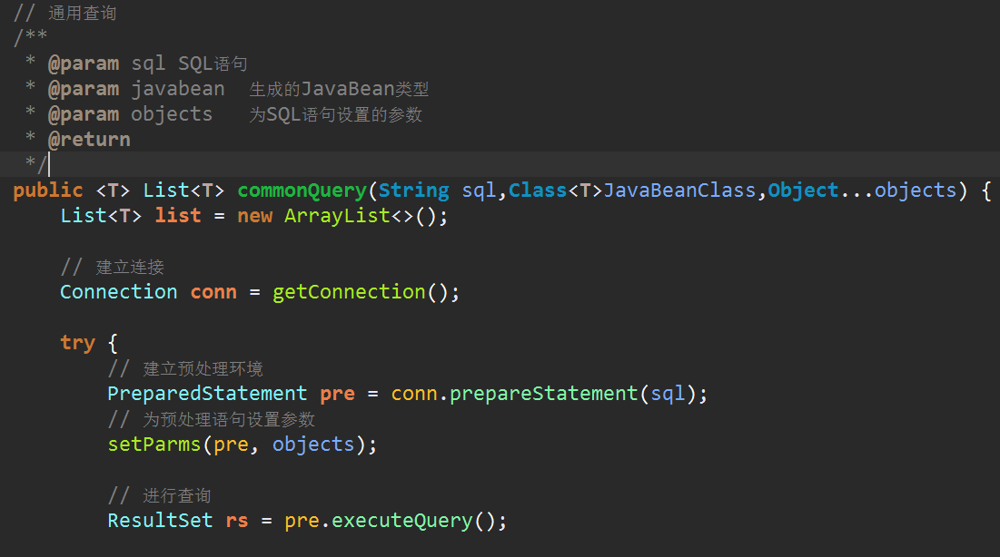 // 通用查询
/**
 * @param sql SQL语句
 * @param javabean  生成的JavaBean类型
 * @param objects   为SQL语句设置的参数
 * @return
 */
public <T> List<T> commonQuery(String sql,Class<T>JavaBeanClass,Object...objects) {
    List<T> list = new ArrayList<>();
    // 建立连接
    Connection conn = getConnection();
    try {
        // 建立预处理环境
        PreparedStatement pre = conn.prepareStatement(sql);
        // 为预处理语句设置参数
        setParms(pre, objects);
        // 进行查询
        ResultSet rs = pre.executeQuery();